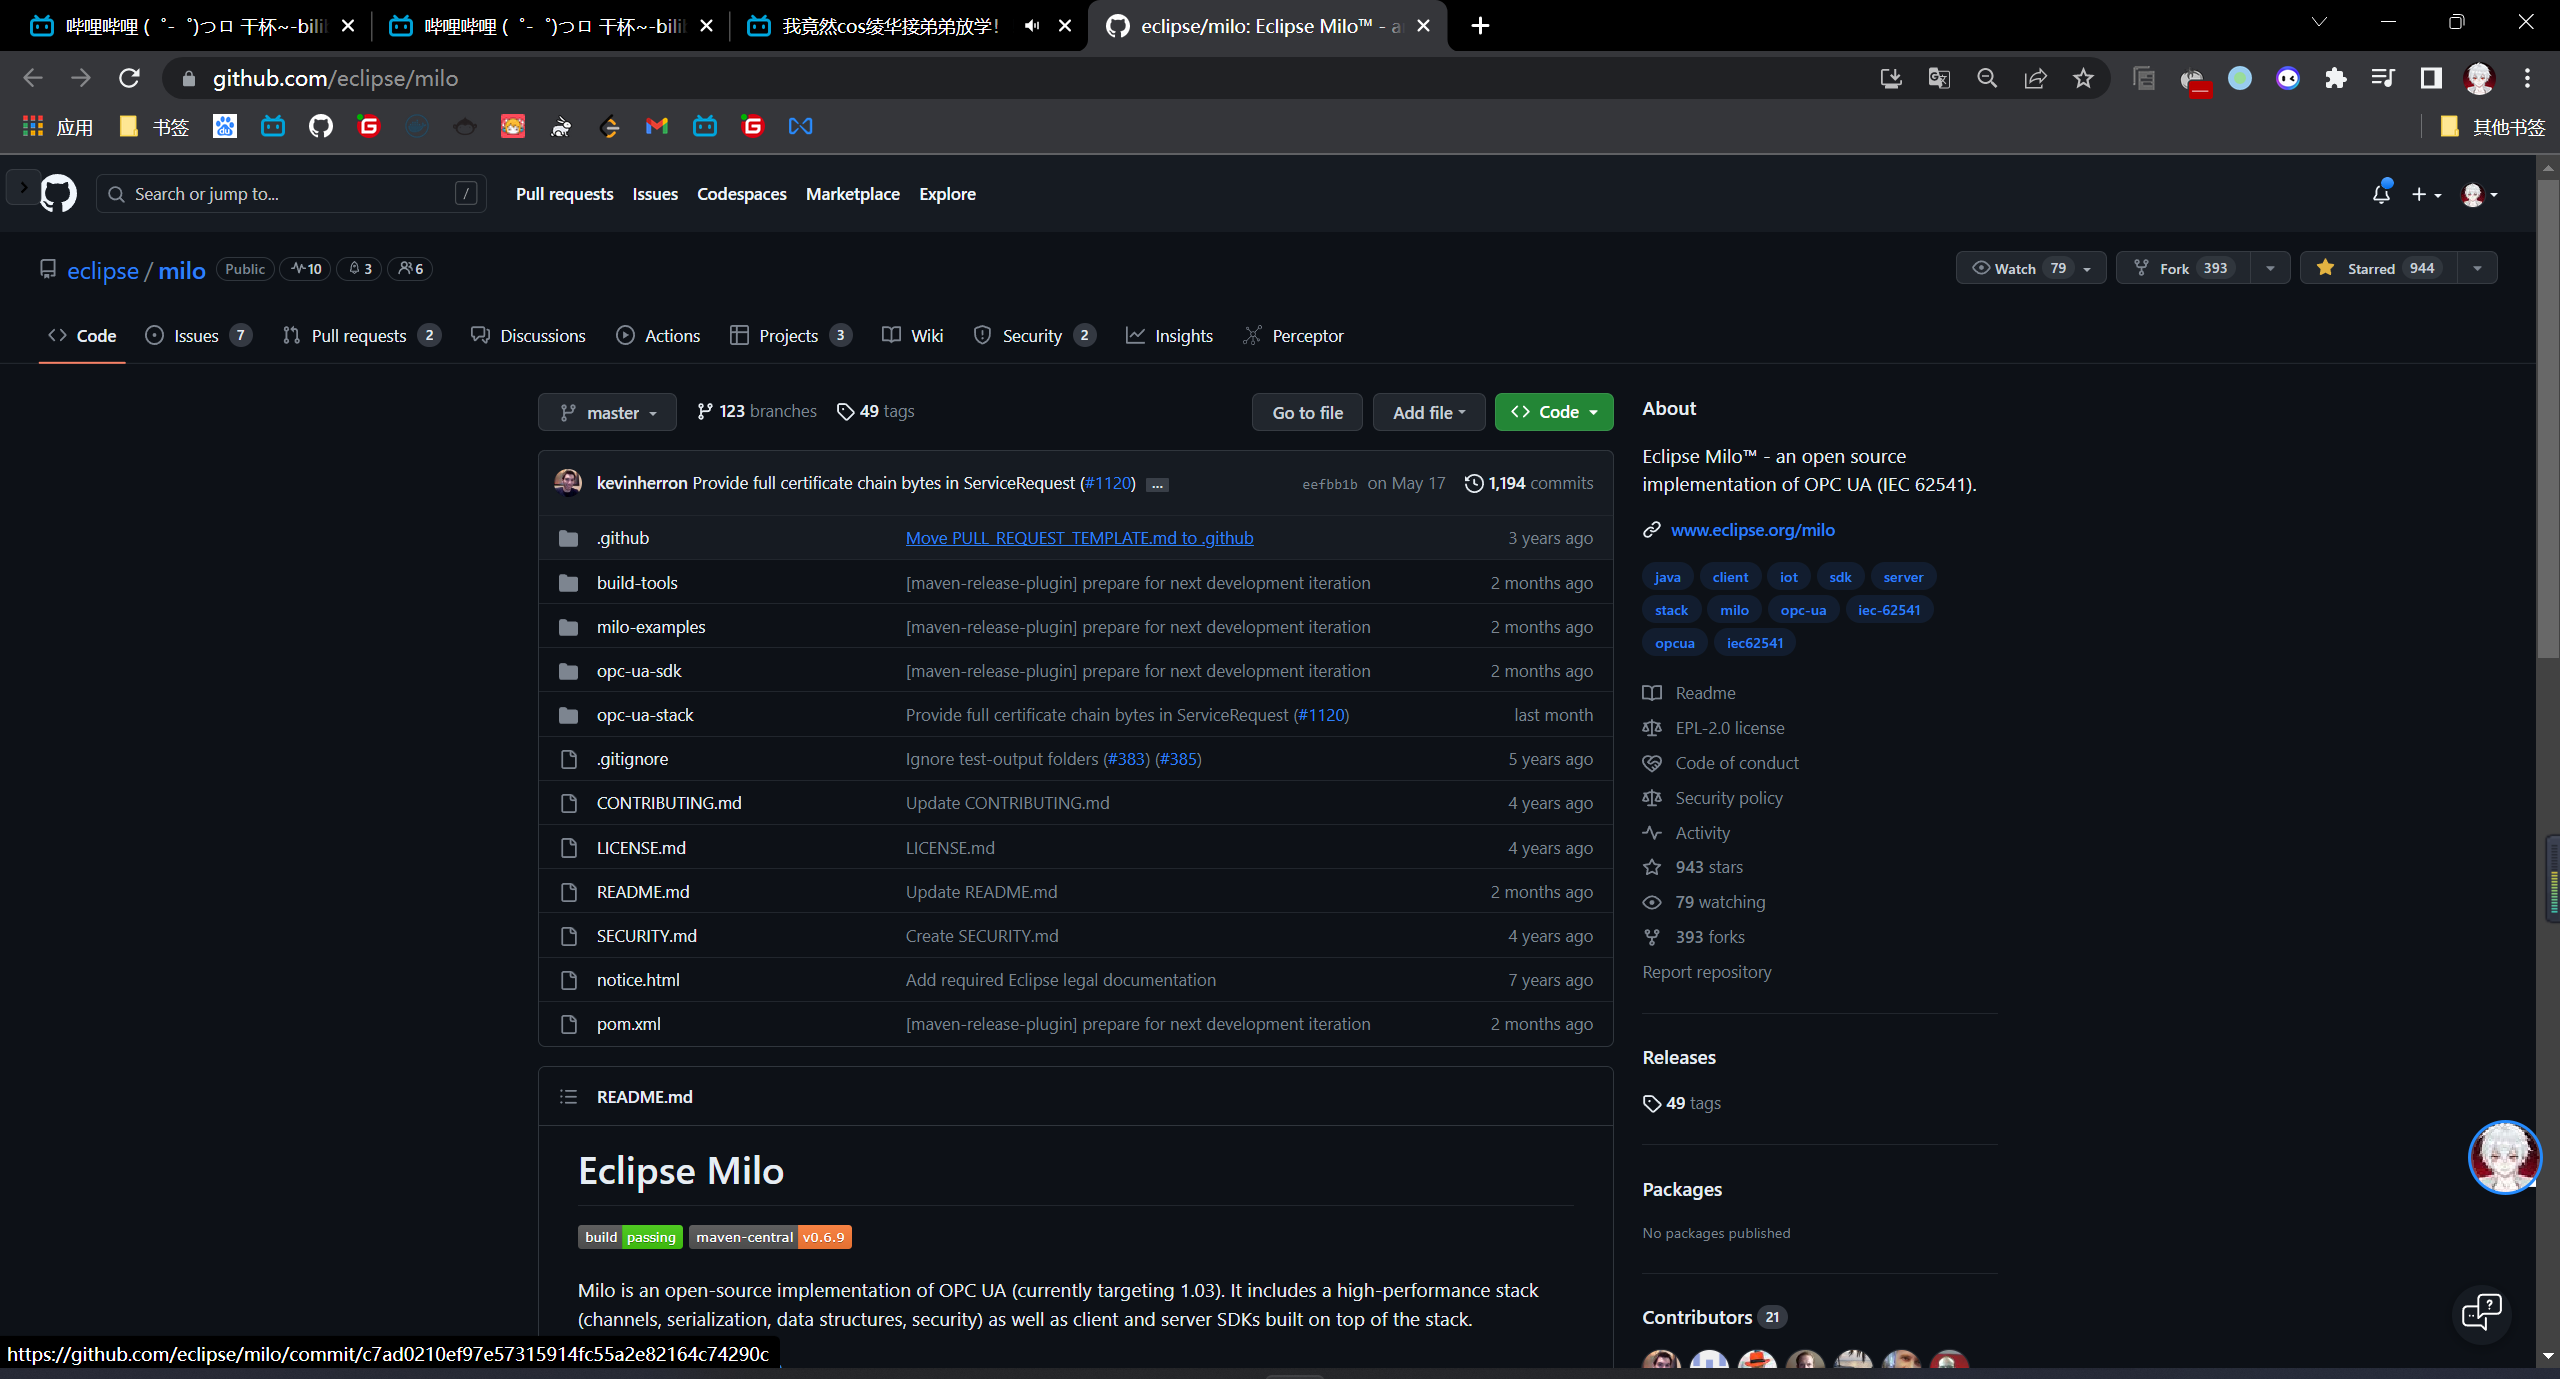 哔哩哔哩 ( ゜- ゜)つロ 干杯~-bili
哔哩哔哩 ( ゜- ゜)つロ 干杯~-bili
我竟然cos绫华接弟弟放学!
eclipse/milo: Eclipse Milo™ - a
github.com/eclipse/milo
应用
书签
其他书签
Search or jump to...
/
Pull requests
Issues
Codespaces
Marketplace
Explore
eclipse / milo
Public
10
3
6
Watch 79
Fork 393
Starred 944
Code
Issues 7
Pull requests 2
Discussions
Actions
Projects 3
Wiki
Security 2
Insights
Perceptor
master
123 branches
49 tags
Go to file
Add file
Code
kevinherron Provide full certificate chain bytes in ServiceRequest (#1120) ...
eefbb1b on May 17
1,194 commits
.github Move PULL_REQUEST_TEMPLATE.md to .github 3 years ago
build-tools [maven-release-plugin] prepare for next development iteration 2 months ago
milo-examples [maven-release-plugin] prepare for next development iteration 2 months ago
opc-ua-sdk [maven-release-plugin] prepare for next development iteration 2 months ago
opc-ua-stack Provide full certificate chain bytes in ServiceRequest (#1120) last month
.gitignore Ignore test-output folders (#383) (#385) 5 years ago
CONTRIBUTING.md Update CONTRIBUTING.md 4 years ago
LICENSE.md LICENSE.md 4 years ago
README.md Update README.md 2 months ago
SECURITY.md Create SECURITY.md 4 years ago
notice.html Add required Eclipse legal documentation 7 years ago
pom.xml [maven-release-plugin] prepare for next development iteration 2 months ago
README.md
Eclipse Milo
build passing
maven-central v0.6.9
Milo is an open-source implementation of OPC UA (currently targeting 1.03). It includes a high-performance stack
(channels, serialization, data structures, security) as well as client and server SDKs built on top of the stack.
About
Eclipse Milo™ - an open source
implementation of OPC UA (IEC 62541).
www.eclipse.org/milo
java client iot sdk server
stack milo opc-ua iec-62541
opcua iec62541
Readme
EPL-2.0 license
Code of conduct
Security policy
Activity
943 stars
79 watching
393 forks
Report repository
Releases
49 tags
Packages
No packages published
Contributors 21
https://github.com/eclipse/milo/commit/c7ad0210ef97e57315914fc55a2e82164c74290c